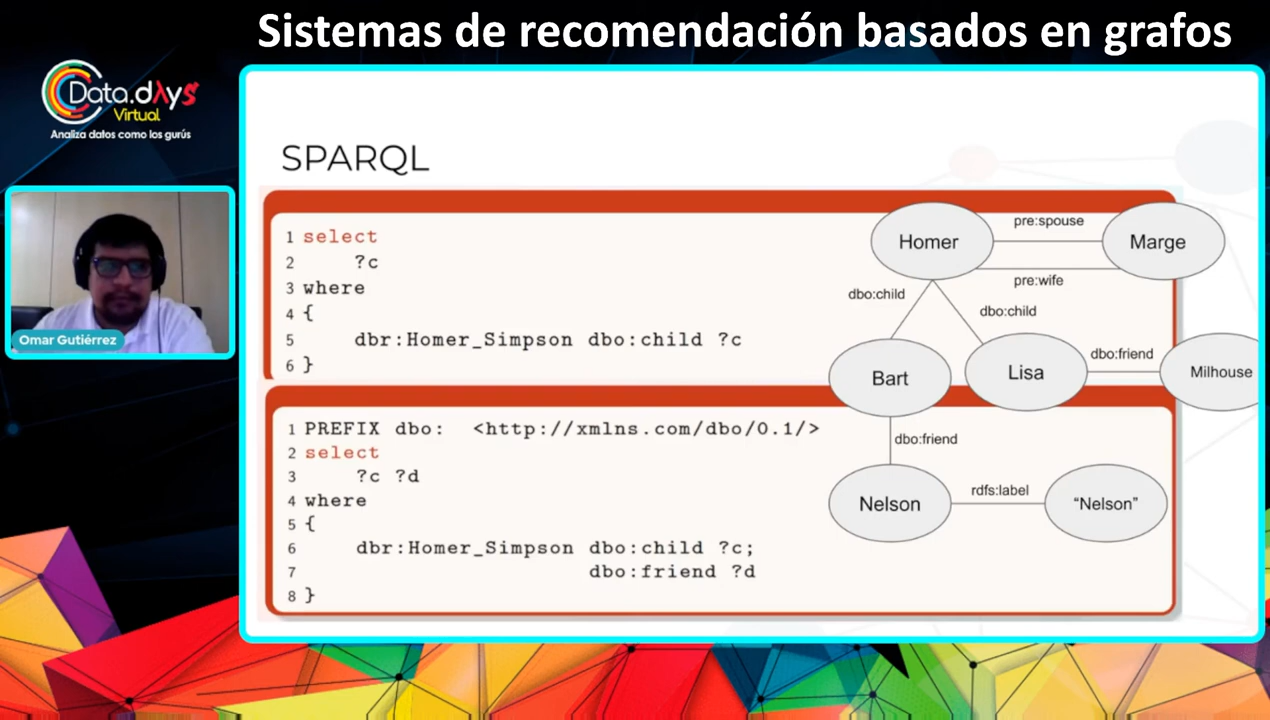 Sistemas de recomendación basados en grafos
Data.dAys
Virtual
Analiza datos como los gurús
Omar Gutiérrez
SPARQL
1 select
2 ?c
3 where
4 {
5 dbr:Homer_Simpson dbo:child ?c
6 }
1 PREFIX dbo: <http://xmlns.com/dbo/0.1/>
2 select
3 ?c ?d
4 where
5 {
6 dbr:Homer_Simpson dbo:child ?c;
7 dbo:friend ?d
8 }
Homer
pre:spouse
Marge
pre:wife
dbo:child
dbo:child
Bart
Lisa
dbo:friend
Milhouse
dbo:friend
Nelson
rdfs:label
“Nelson”